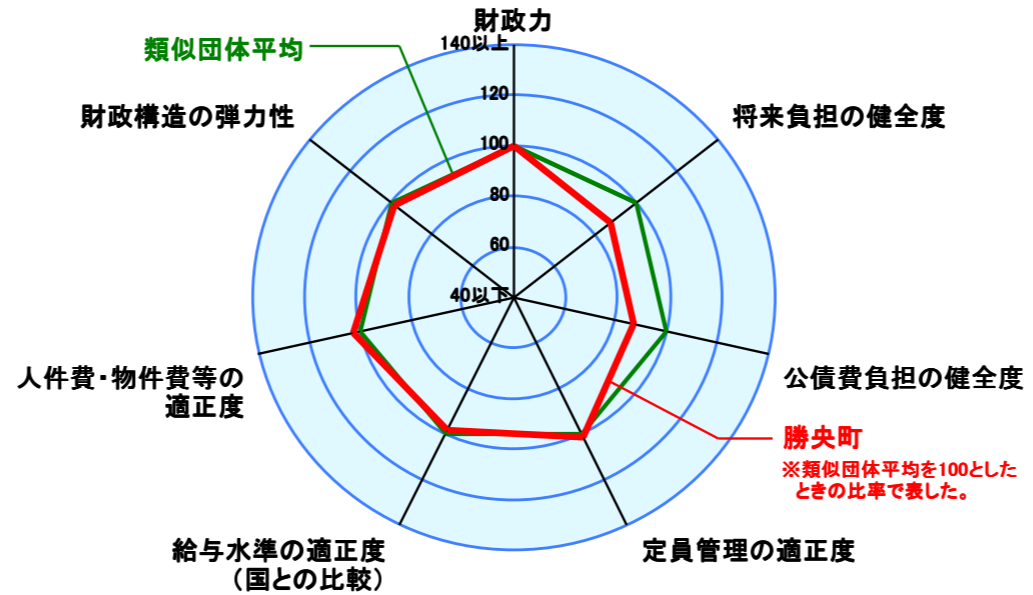 財政力
140以上
類似団体平均
120
財政構造の弾力性
将来負担の健全度
100
80
60
40以下
人件費・物件費等の
適正度
公債費負担の健全度
勝央町
※類似団体平均を100とした
ときの比率で表した。
給与水準の適正度
（国との比較）
定員管理の適正度